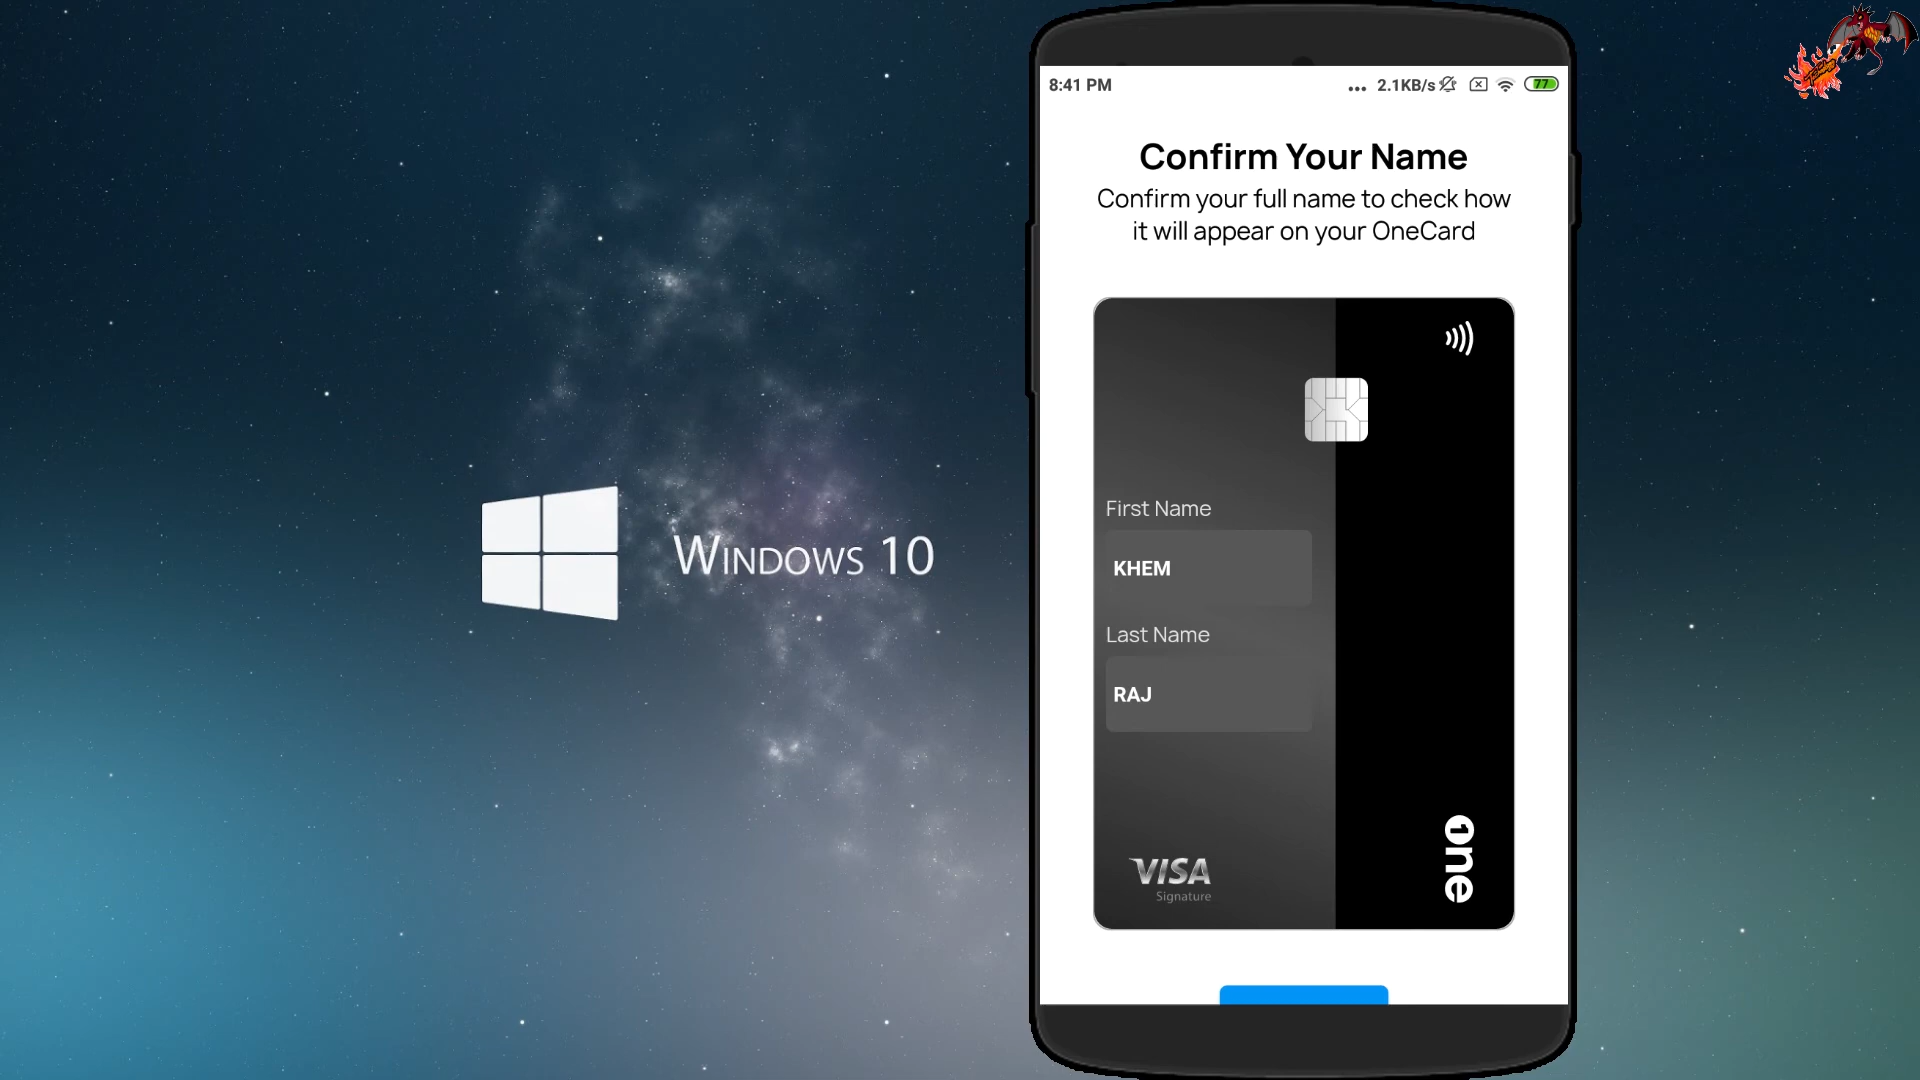 8:41 PM
... 2.1KB/s
77
Confirm Your Name
Confirm your full name to check how
it will appear on your OneCard
First Name
KHEM
Last Name
RAJ
VISA
Signature
one
WINDOWS 10